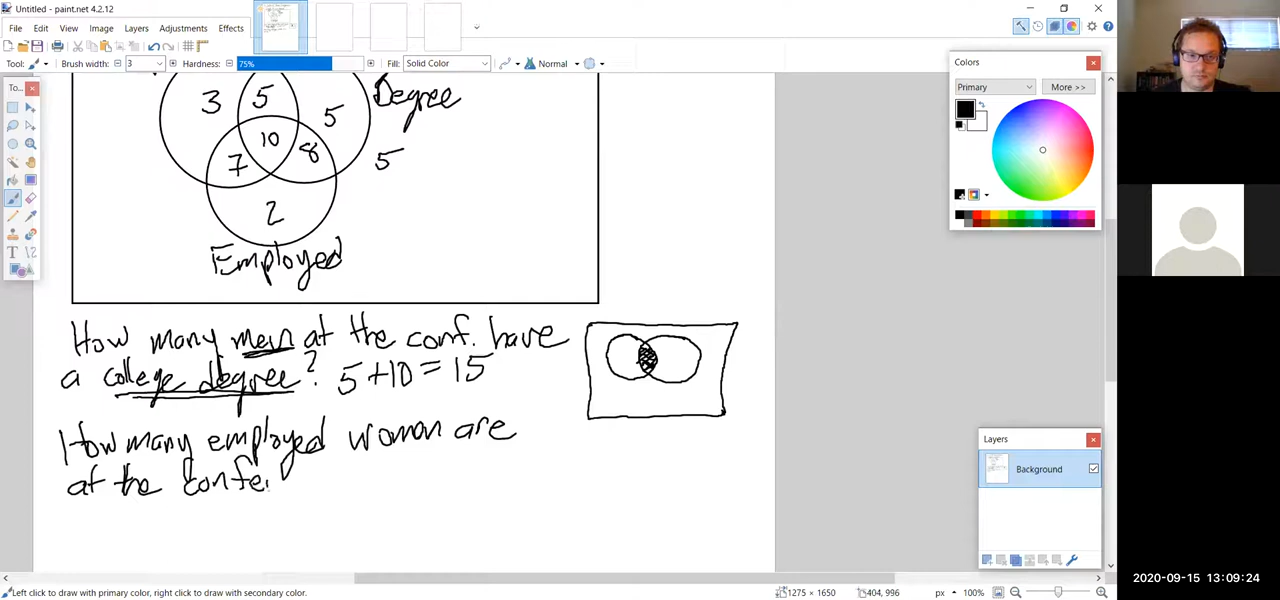 Untitled - paint.net 4.2.12
File Edit View Image Layers Adjustments Effects
Tool: Brush width: 3 Hardness: 75% Fill: Solid Color Normal
To...
Colors
Primary
More >>
3 5 Degree
5
10
7 8 5
2
Employed
How many men at the conf. have
a college degree? 5+10=15
How many employed woman are
at the confer
Layers
Background
Left click to draw with primary color, right click to draw with secondary color.
1275 × 1650
404, 996
px
100%
2020-09-15 13:09:24